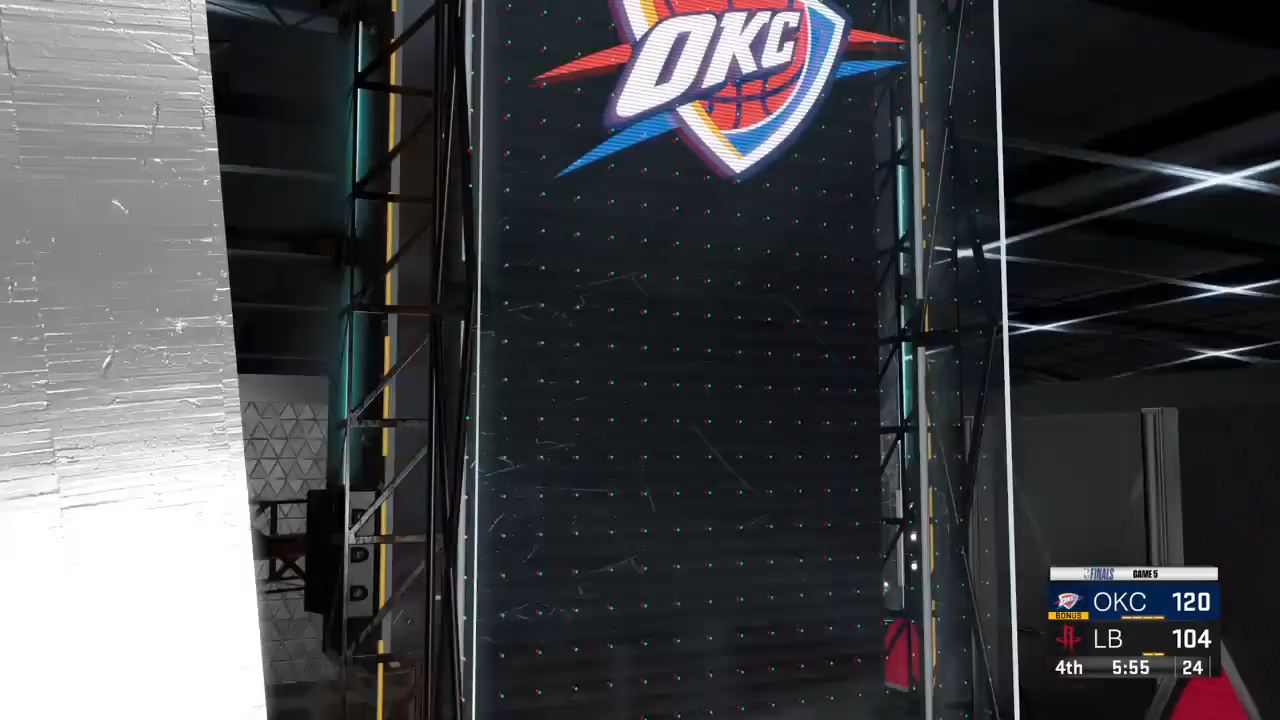 OKC
FINALS GAME 5
OKC 120
BONUS
LB 104
4th 5:55 24